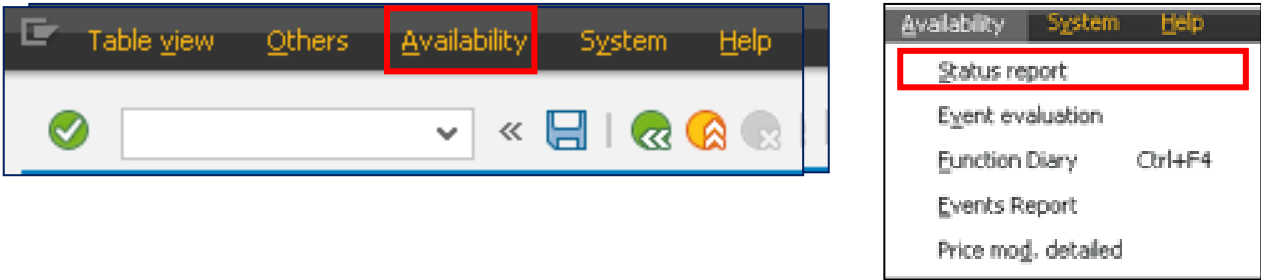 Table view Others Availability System Help
Availability System Help
Status report
Event evaluation
Function Diary Ctrl+F4
Events Report
Price mod. detailed